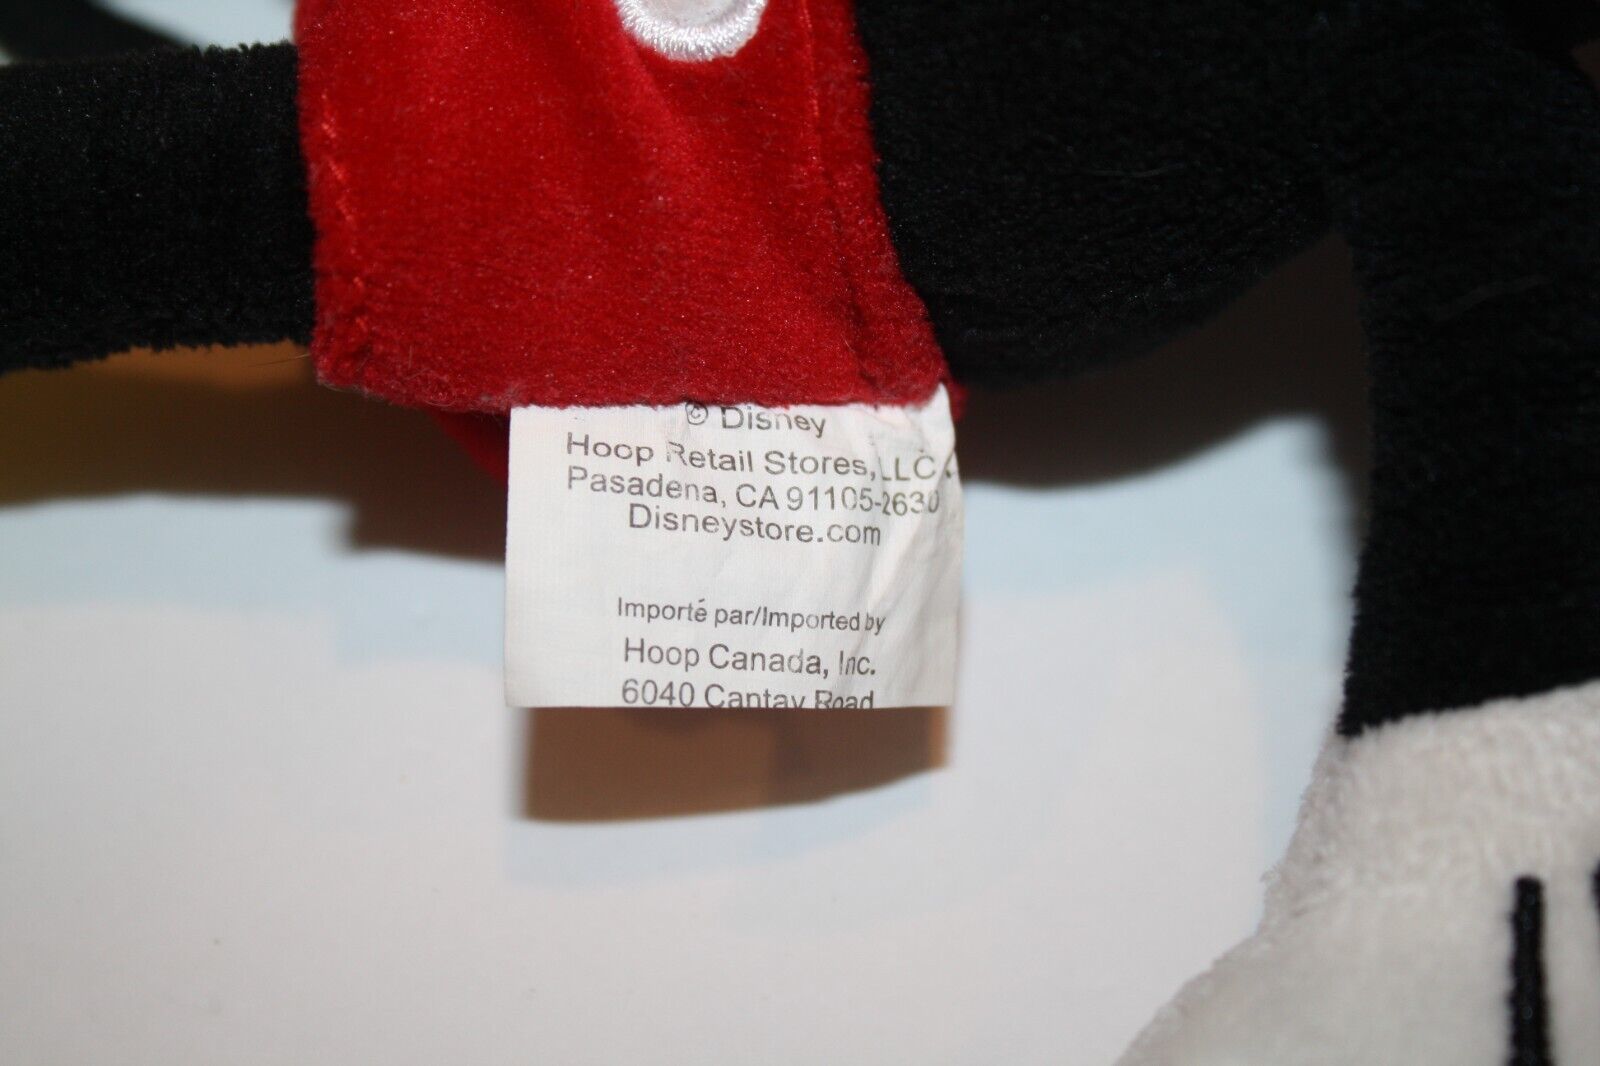 © Disney
Hoop Retail Stores, LLC
Pasadena, CA 91105-2630
Disneystore.com
Importé par/Imported by
Hoop Canada, Inc.
6040 Cantay Road